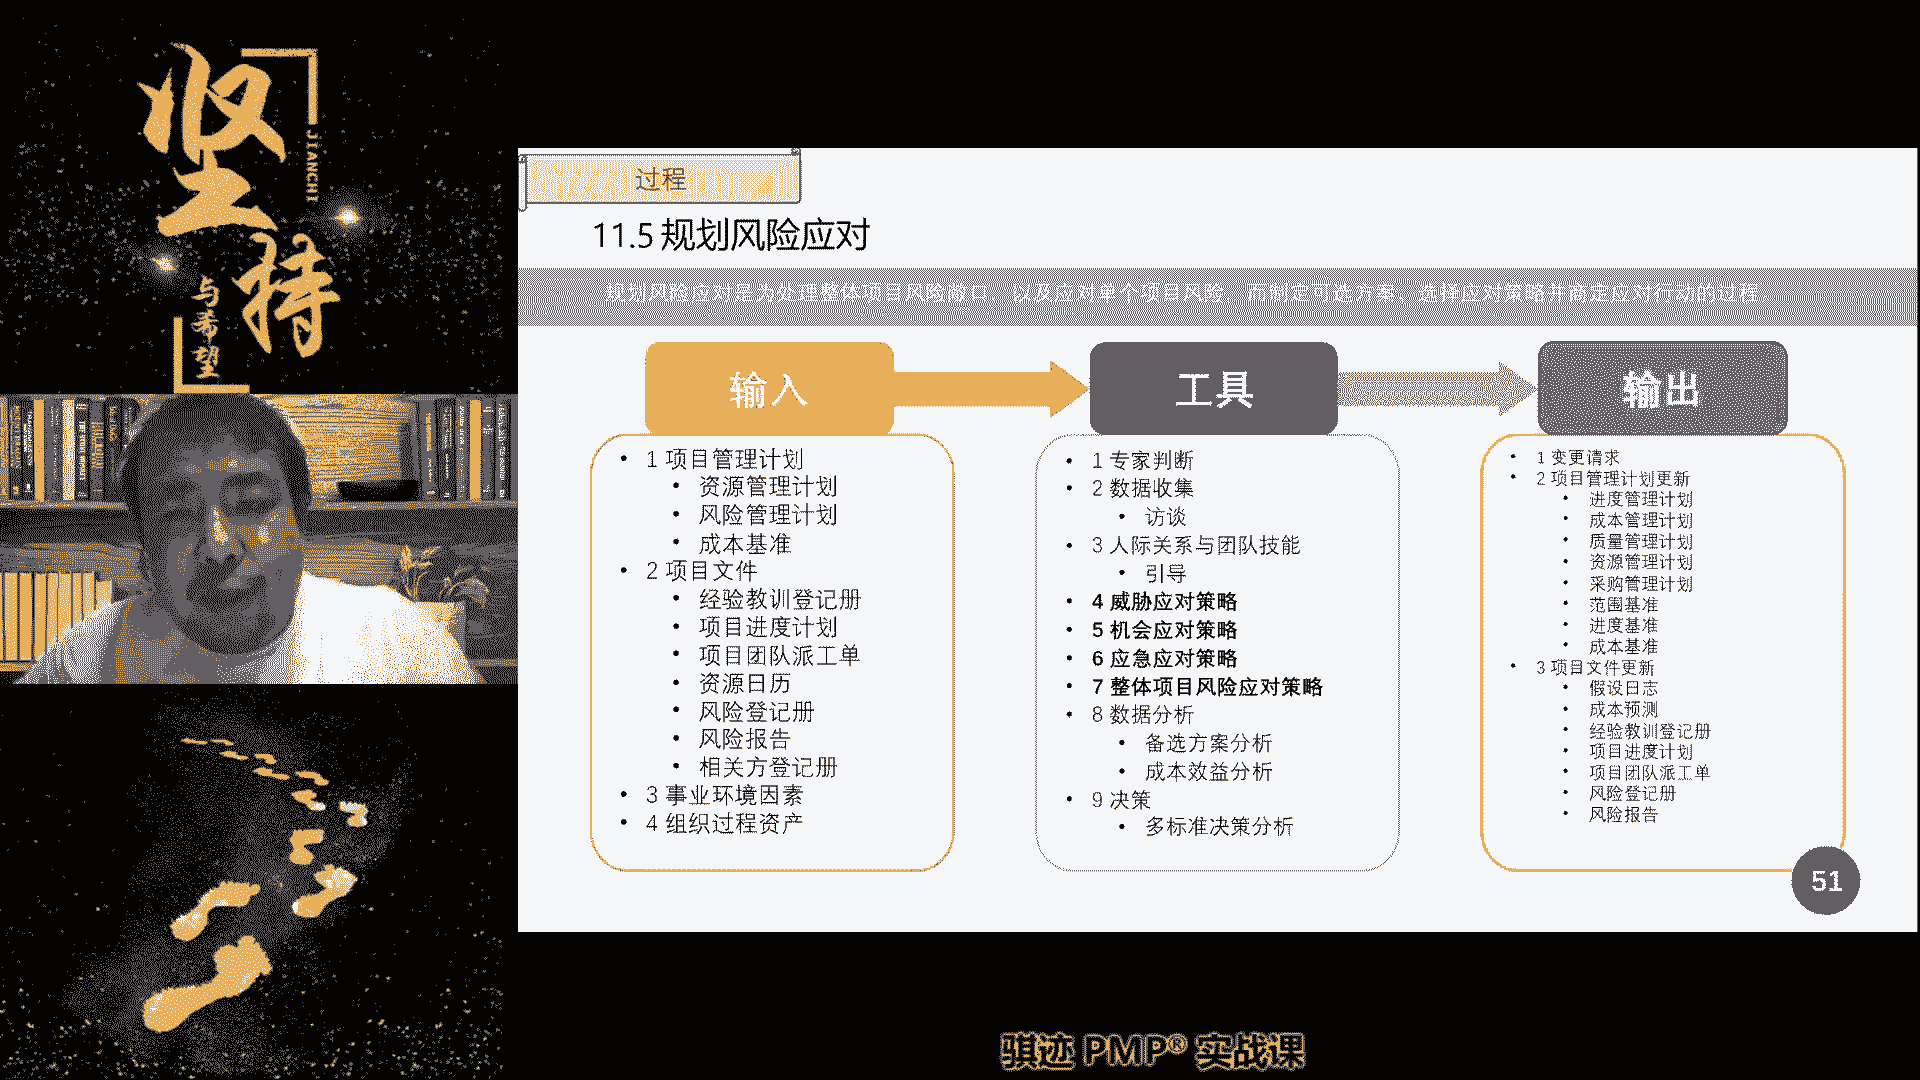 坚持
JIANCHI
与希望
过程
11.5 规划风险应对
规划风险应对是为处理整体项目风险敞口，以及应对单个项目风险，而制定可选方案、选择应对策略并商定应对行动的过程
输入
1 项目管理计划
资源管理计划
风险管理计划
成本基准
2 项目文件
经验教训登记册
项目进度计划
项目团队派工单
资源日历
风险登记册
风险报告
相关方登记册
3 事业环境因素
4 组织过程资产
工具
1 专家判断
2 数据收集
访谈
3 人际关系与团队技能
引导
4 威胁应对策略
5 机会应对策略
6 应急应对策略
7 整体项目风险应对策略
8 数据分析
备选方案分析
成本效益分析
9 决策
多标准决策分析
输出
1 变更请求
2 项目管理计划更新
进度管理计划
成本管理计划
质量管理计划
资源管理计划
采购管理计划
范围基准
进度基准
成本基准
3 项目文件更新
假设日志
成本预测
经验教训登记册
项目进度计划
项目团队派工单
风险登记册
风险报告
51
骐迹 PMP® 实战课